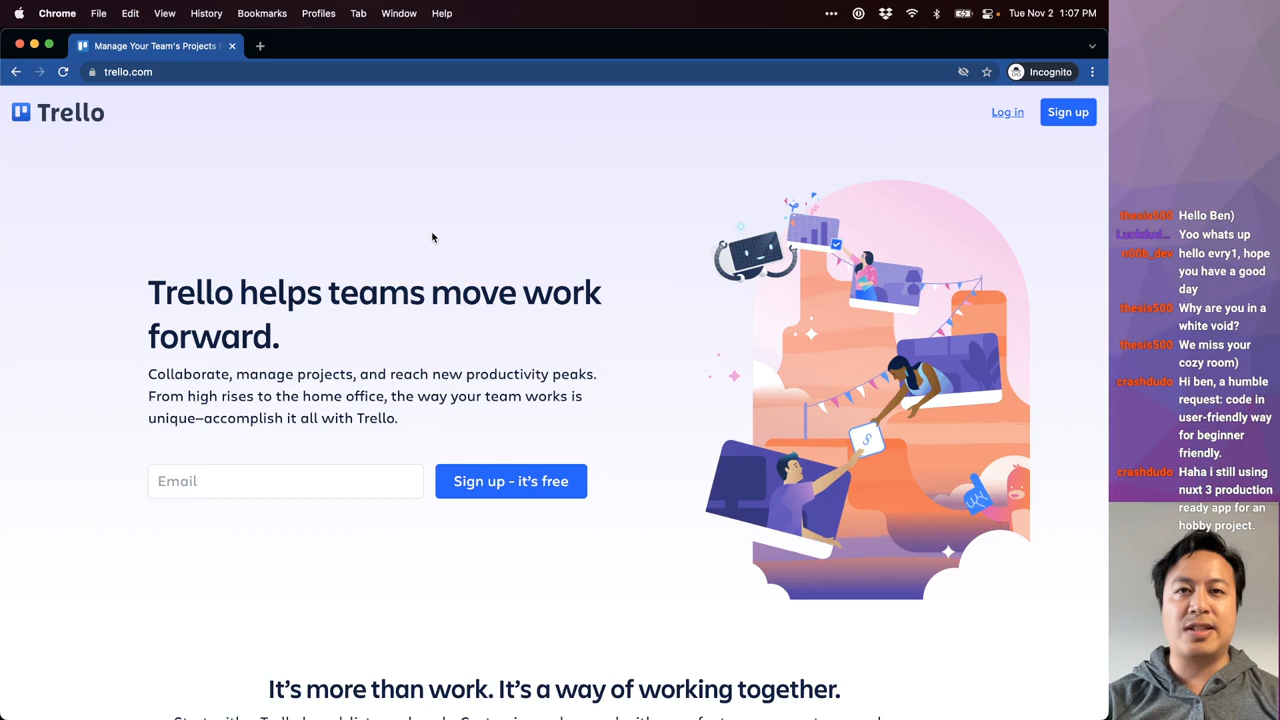 Chrome File Edit View History Bookmarks Profiles Tab Window Help Tue Nov 2 1:07 PM
Manage Your Team's Projects
trello.com Incognito
Trello Log in Sign up
Trello helps teams move work
forward.
Collaborate, manage projects, and reach new productivity peaks.
From high rises to the home office, the way your team works is
unique—accomplish it all with Trello.
Email Sign up - it's free
It's more than work. It's a way of working together.
thesis500 Hello Ben)
Yoo whats up
n00b_dev hello evry1, hope
you have a good
day
thesis500 Why are you in a
white void?
thesis500 We miss your
cozy room)
crashdudo Hi ben, a humble
request: code in
user-friendly way
for beginner
friendly.
crashdudo Haha i still using
nuxt 3 production
ready app for an
hobby project.